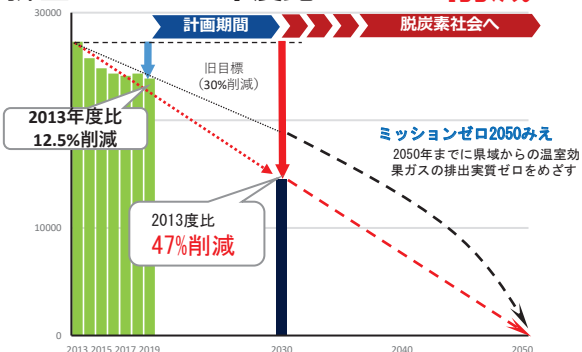 30000
計画期間
脱炭素社会へ
旧目標
（30%削減）
2013年度比
12.5%削減
ミッションゼロ2050みえ
2050年までに県域からの温室効
果ガスの排出実質ゼロをめざす
10000
2013度比
47%削減
0
2013 2015 2017 2019
2030
2040
2050